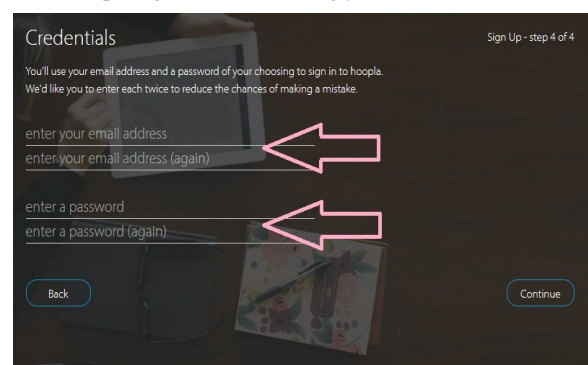 Credentials
Sign Up - step 4 of 4
You'll use your email address and a password of your choosing to sign in to hoopla.
We'd like you to enter each twice to reduce the chances of making a mistake.
enter your email address
enter your email address (again)
enter a password
enter a password (again)
Back
Continue